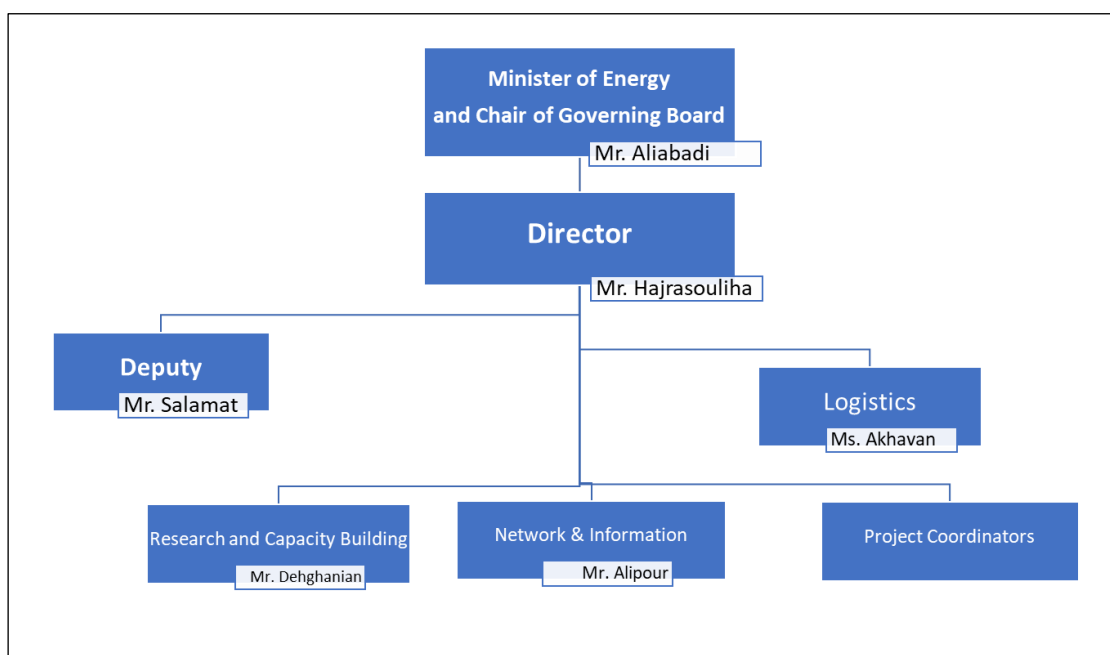 Minister of Energy
and Chair of Governing Board
Mr. Aliabadi
Director
Mr. Hajrasouliha
Deputy
Mr. Salamat
Logistics
Ms. Akhavan
Research and Capacity Building
Mr. Dehghanian
Network & Information
Mr. Alipour
Project Coordinators